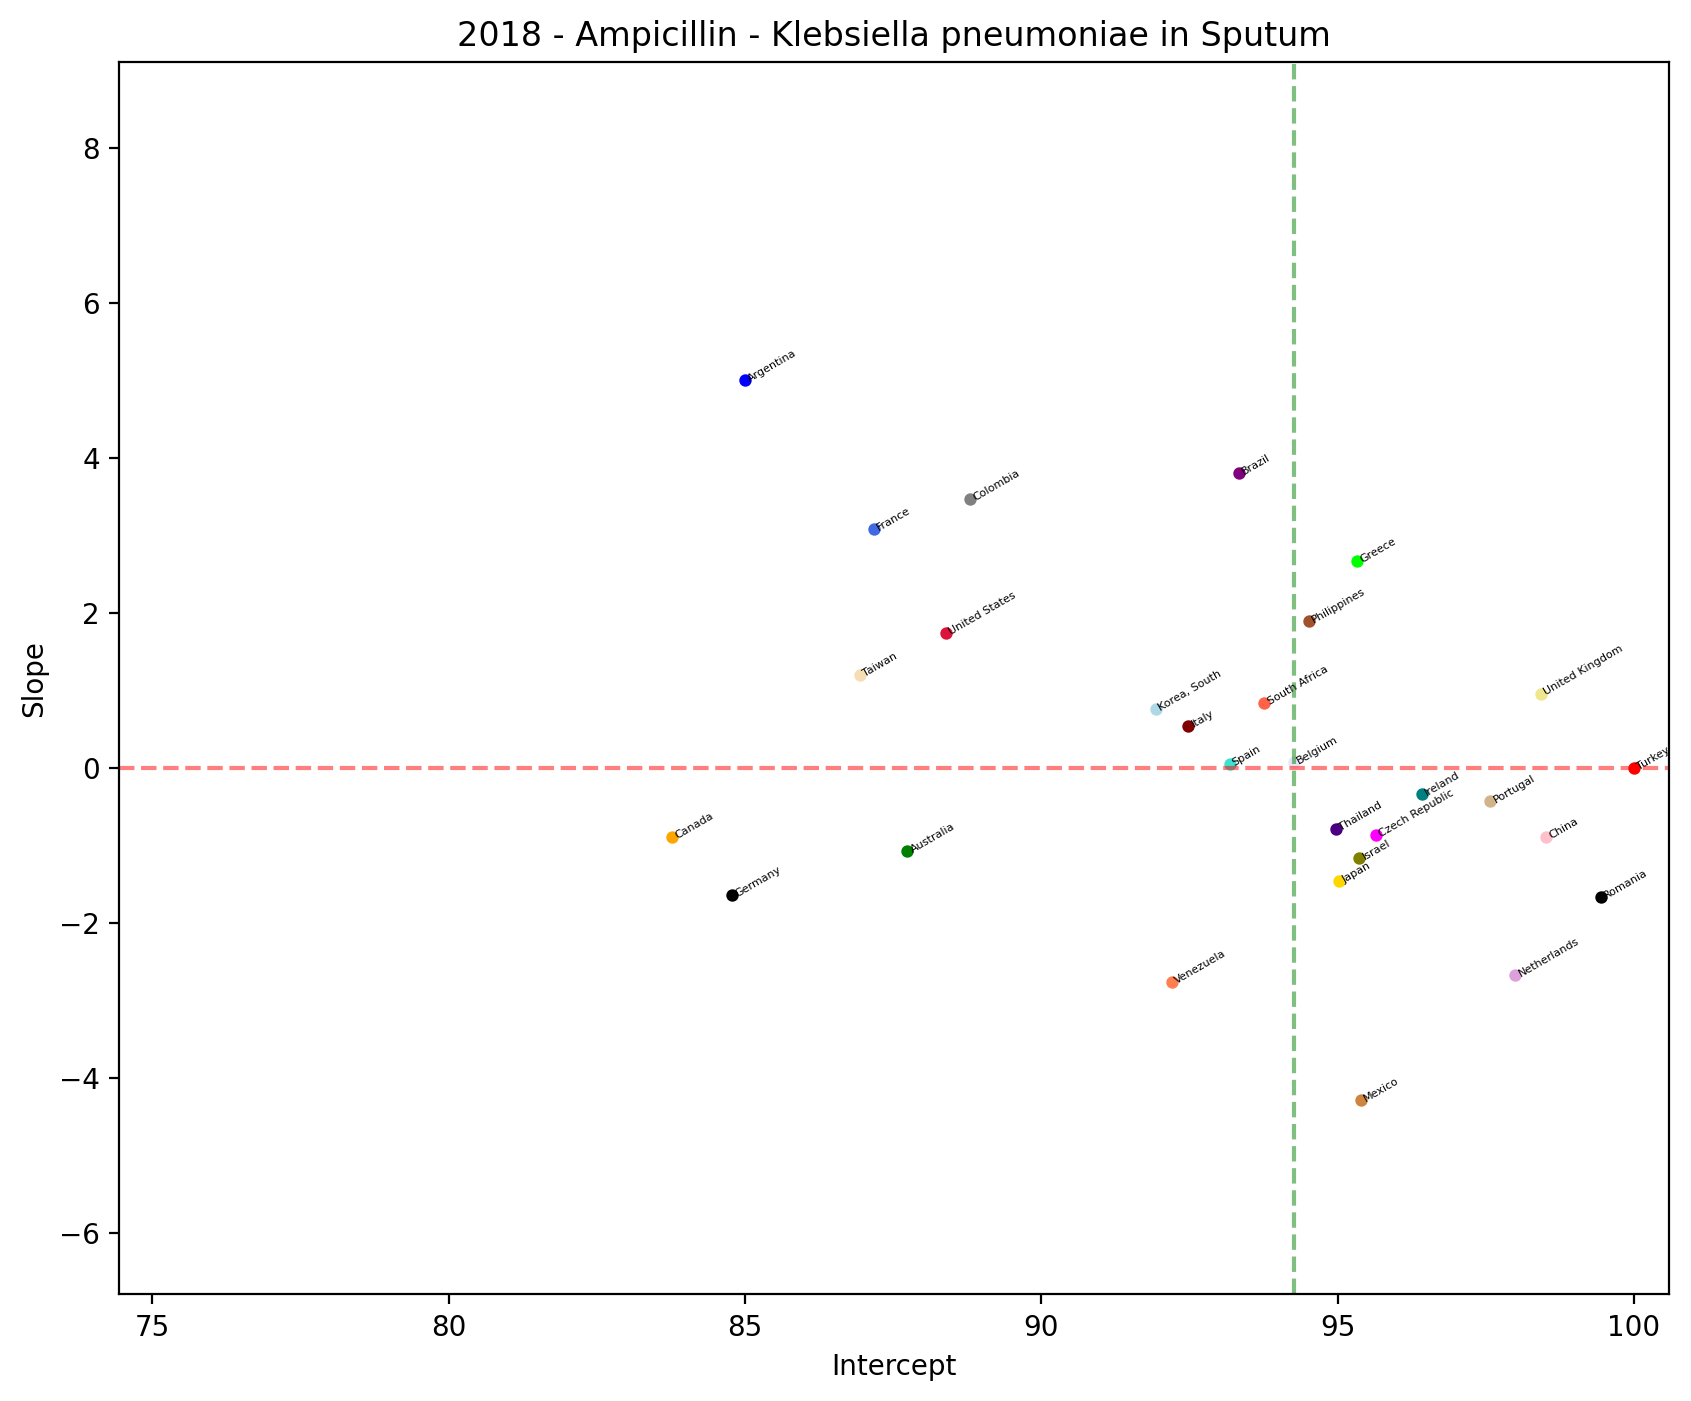 2018 - Ampicillin - Klebsiella pneumoniae in Sputum
8
6
4
2
0
−2
−4
−6
Slope
Argentina
Brazil
Colombia
France
Greece
Philippines
United States
Taiwan
Korea, South
South Africa
United Kingdom
Italy
Spain
Belgium
Turkey
Ireland
Portugal
Thailand
Czech Republic
Canada
China
Australia
Israel
Japan
Germany
Romania
Netherlands
Venezuela
Mexico
75
80
85
90
95
100
Intercept